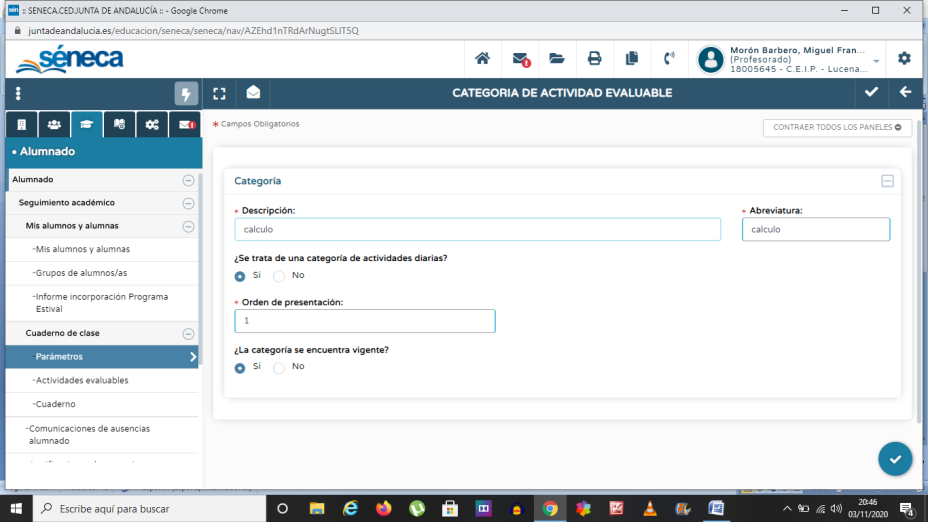 :: SENECA.CED.JUNTA DE ANDALUCÍA :: - Google Chrome
juntadeandalucia.es/educacion/seneca/seneca/nav/AZEhd1nTRdArNugtSLIT5Q
séneca
Morón Barbero, Miguel Fran...
(Profesorado)
18005645 - C.E.I.P. - Lucena...
CATEGORIA DE ACTIVIDAD EVALUABLE
* Campos Obligatorios
CONTRAER TODOS LOS PANELES
• Alumnado
Alumnado
Seguimiento académico
Mis alumnos y alumnas
-Mis alumnos y alumnas
-Grupos de alumnos/as
-Informe incorporación Programa
Estival
Cuaderno de clase
-Parámetros
-Actividades evaluables
-Cuaderno
-Comunicaciones de ausencias
alumnado
Categoría
* Descripción:
calculo
* Abreviatura:
calculo
¿Se trata de una categoría de actividades diarias?
Sí No
* Orden de presentación:
1
¿La categoría se encuentra vigente?
Sí No
Escribe aquí para buscar
20:46
03/11/2020